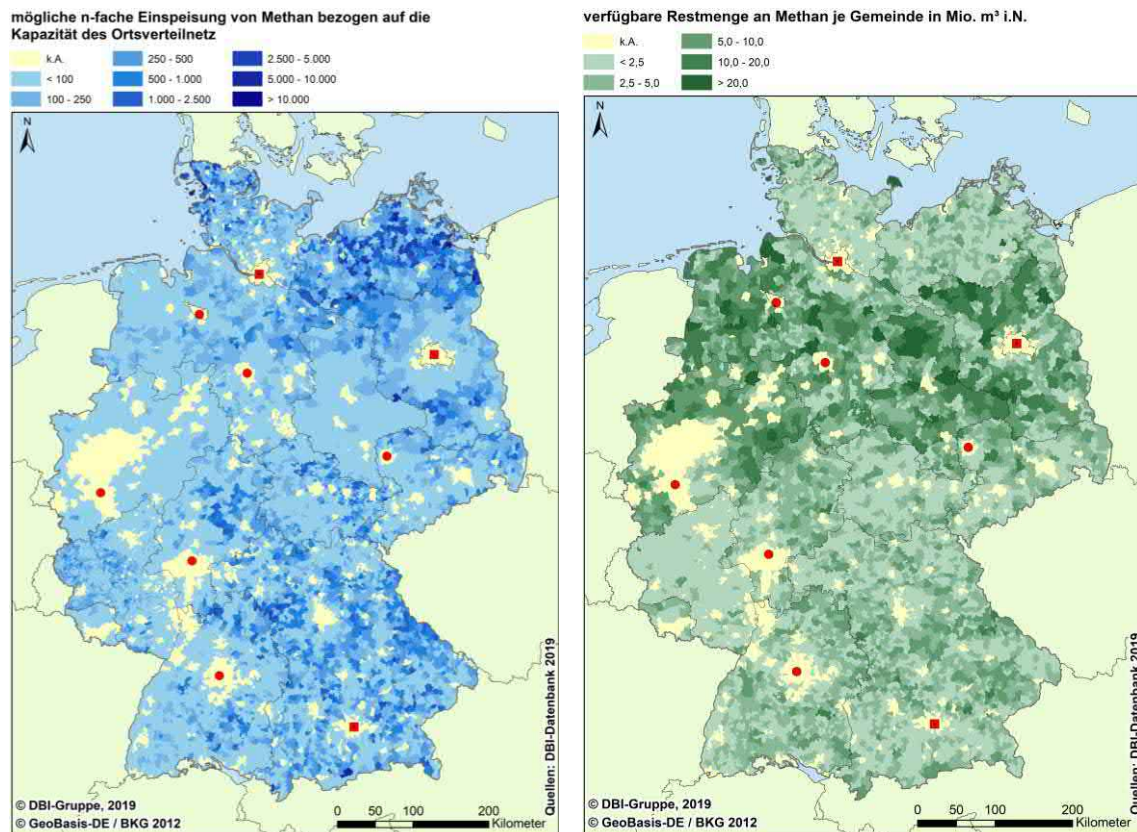 mögliche n-fache Einspeisung von Methan bezogen auf die
Kapazität des Ortsverteilnetz
k.A.
< 100
100 - 250
250 - 500
500 - 1.000
1.000 - 2.500
2.500 - 5.000
5.000 - 10.000
> 10.000
N
Quellen: DBI-Datenbank 2019
© DBI-Gruppe, 2019
© GeoBasis-DE / BKG 2012
0 50 100 200
Kilometer
verfügbare Restmenge an Methan je Gemeinde in Mio. m³ i.N.
k.A.
< 2,5
2,5 - 5,0
5,0 - 10,0
10,0 - 20,0
> 20,0
N
Quellen: DBI-Datenbank 2019
© DBI-Gruppe, 2019
© GeoBasis-DE / BKG 2012
0 50 100 200
Kilometer